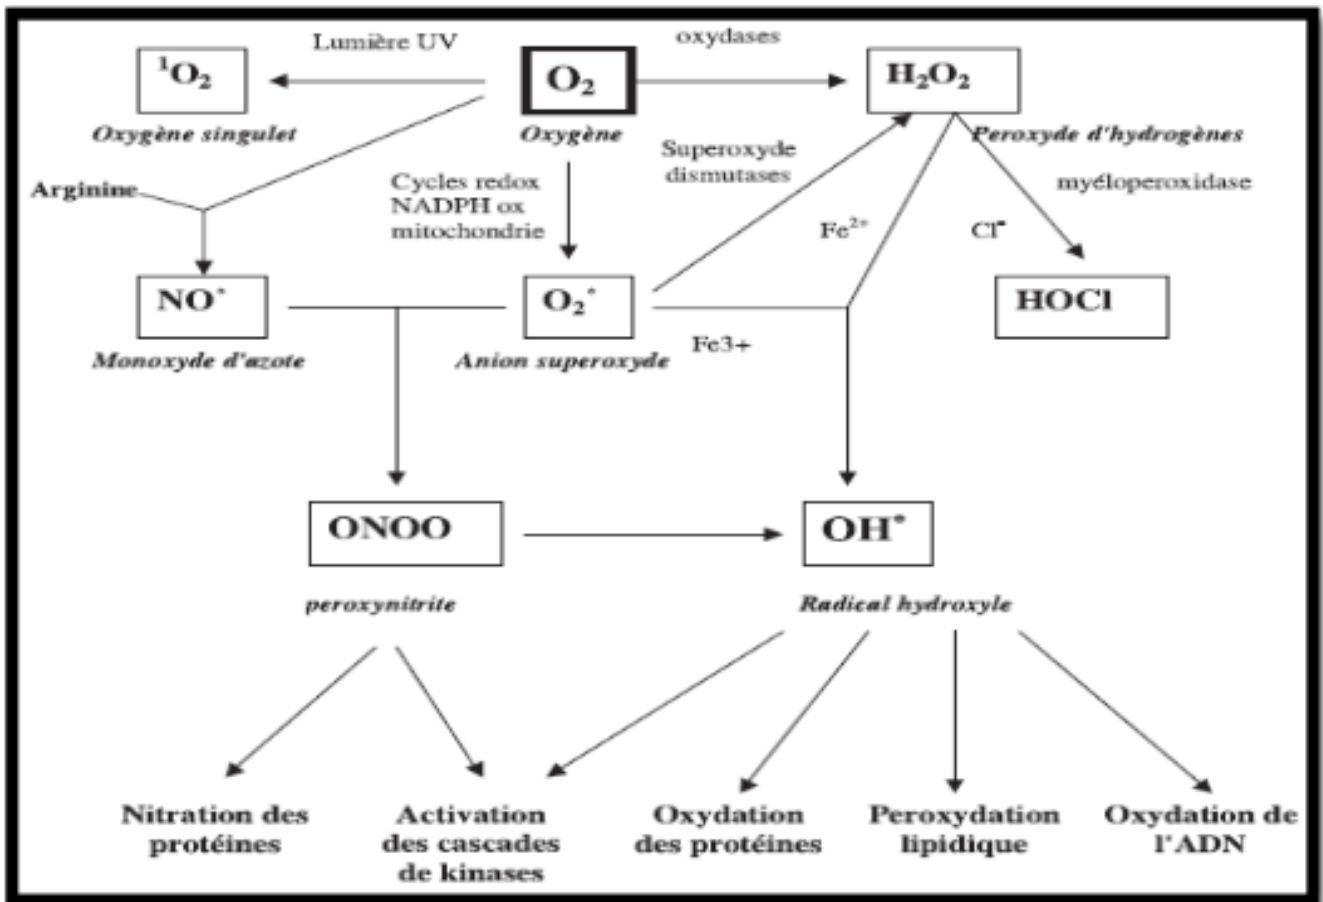 Lumière UV
oxydases
¹O₂
O₂
H₂O₂
Oxygène singulet
Oxygène
Peroxyde d'hydrogènes
Superoxyde
dismutases
Arginine
Cycles redox
NADPH ox
mitochondrie
myéloperoxidase
Fe²⁺
Cl⁻
NO°
O₂°
HOCl
Monoxyde d'azote
Anion superoxyde
Fe3+
ONOO
OH°
peroxynitrite
Radical hydroxyle
Nitration des
protéines
Activation
des cascades
de kinases
Oxydation
des protéines
Peroxydation
lipidique
Oxydation de
l'ADN